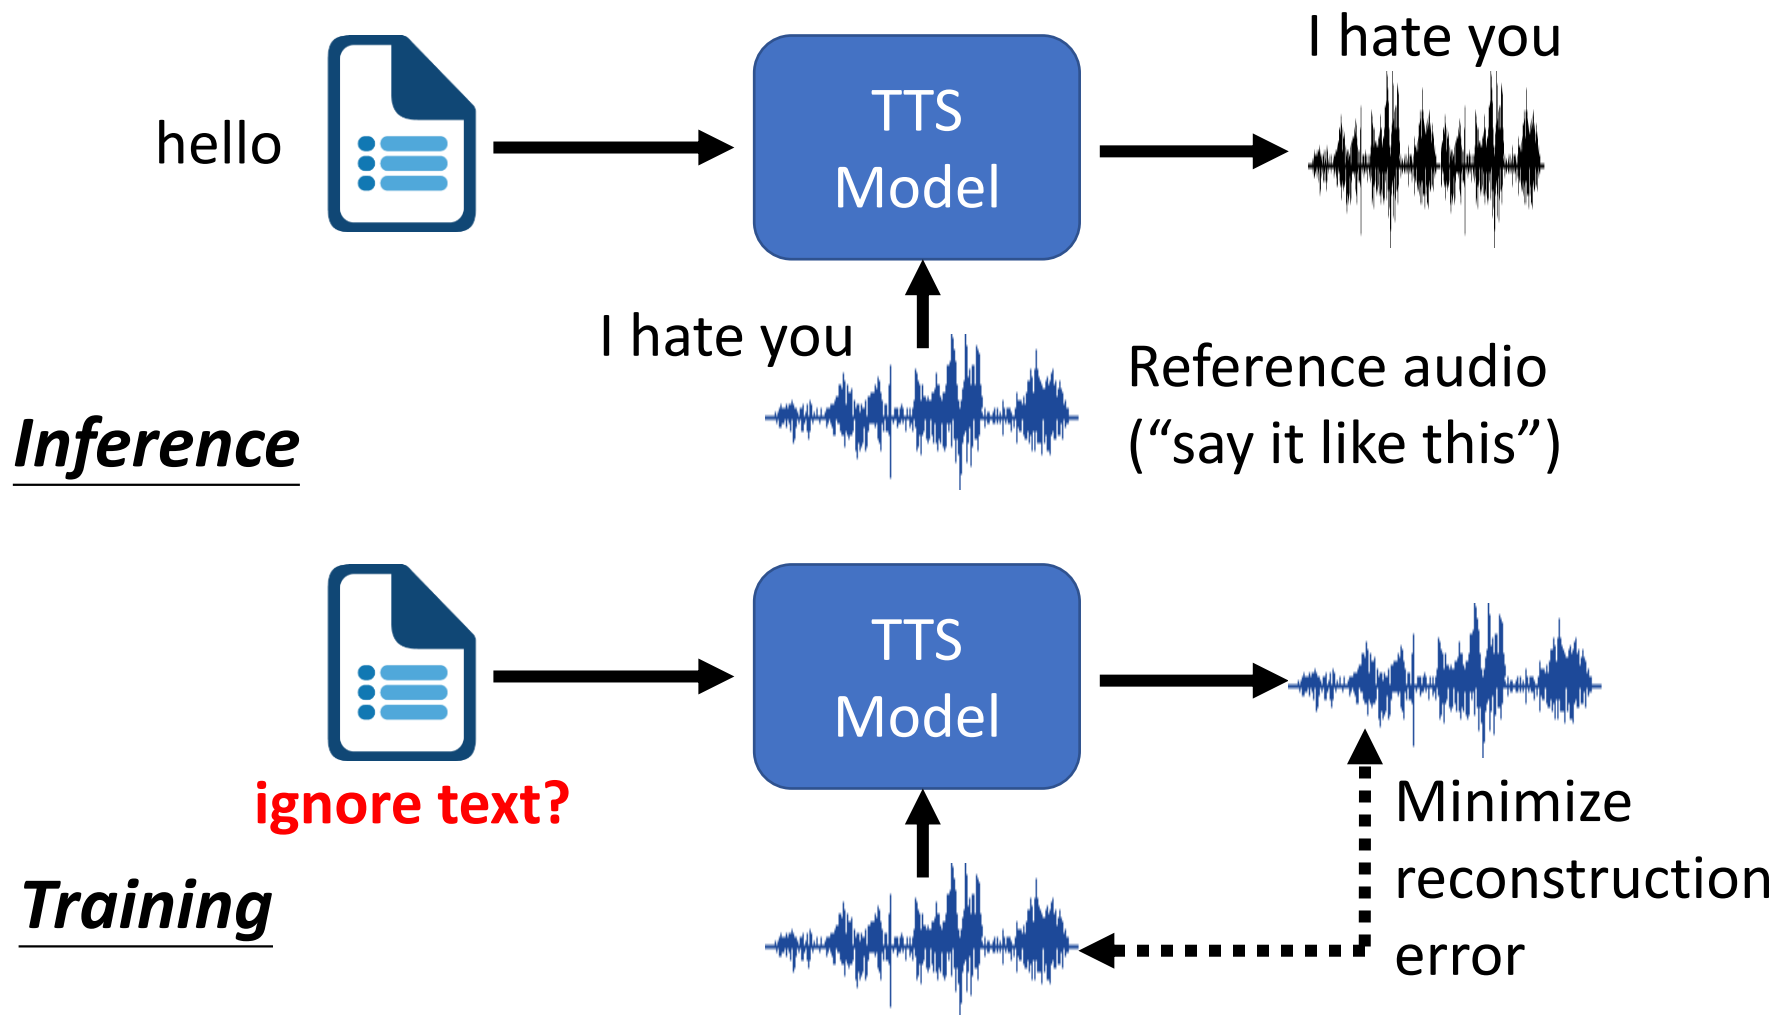 I hate you
hello
TTS
Model
I hate you
Reference audio
(“say it like this”)
Inference
TTS
Model
ignore text?
Minimize
reconstruction
error
Training